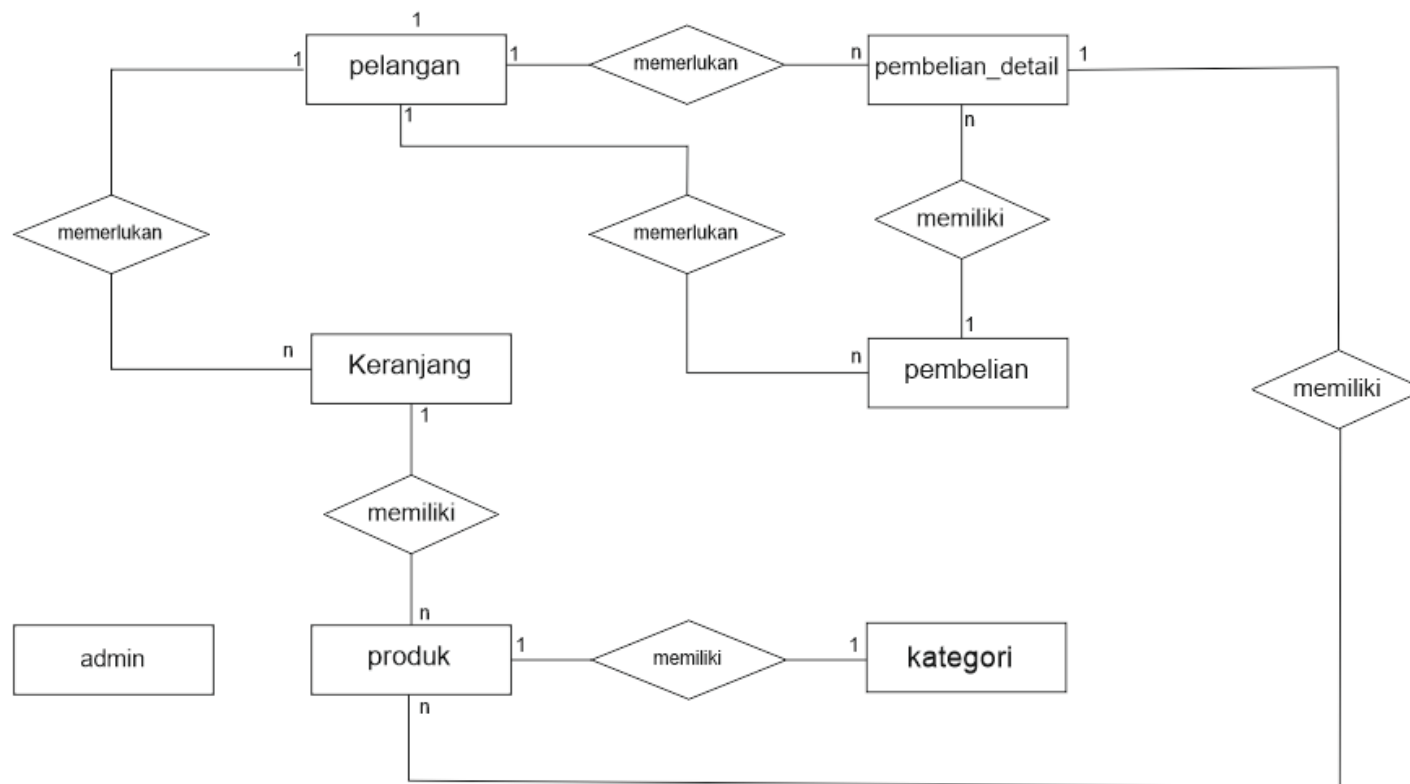 1
1 pelangan 1 memerlukan n pembelian_detail 1
1
n
memerlukan
memerlukan
memiliki
1
n Keranjang
n pembelian
memiliki
1
memiliki
n
admin
produk 1 memiliki 1 kategori
n